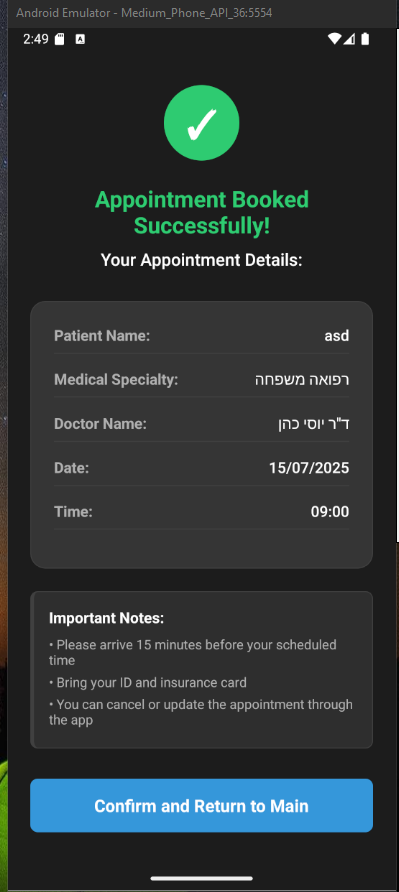 Android Emulator - Medium_Phone_API_36:5554
2:49
A
✓
Appointment Booked
Successfully!
Your Appointment Details:
Patient Name: asd
Medical Specialty: רפואה משפחה
Doctor Name: ד"ר יוסי כהן
Date: 15/07/2025
Time: 09:00
Important Notes:
• Please arrive 15 minutes before your scheduled
time
• Bring your ID and insurance card
• You can cancel or update the appointment through
the app
Confirm and Return to Main